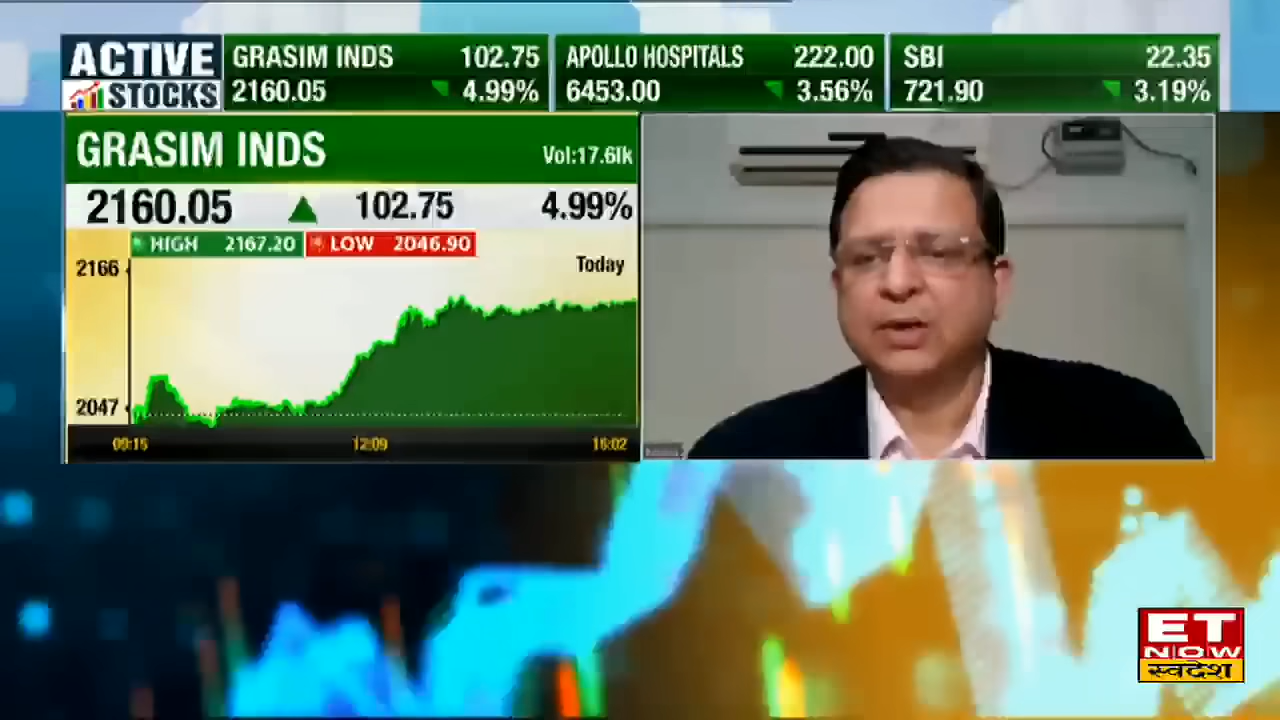 ACTIVE
STOCKS
GRASIM INDS 102.75
2160.05 4.99%
APOLLO HOSPITALS 222.00
6453.00 3.56%
SBI 22.35
721.90 3.19%
GRASIM INDS
Vol:17.6lk
2160.05 102.75 4.99%
HIGH 2167.20 LOW 2046.90
Today
2166
2047
09:15 12:09 16:02
ET
NOW
स्वदेश